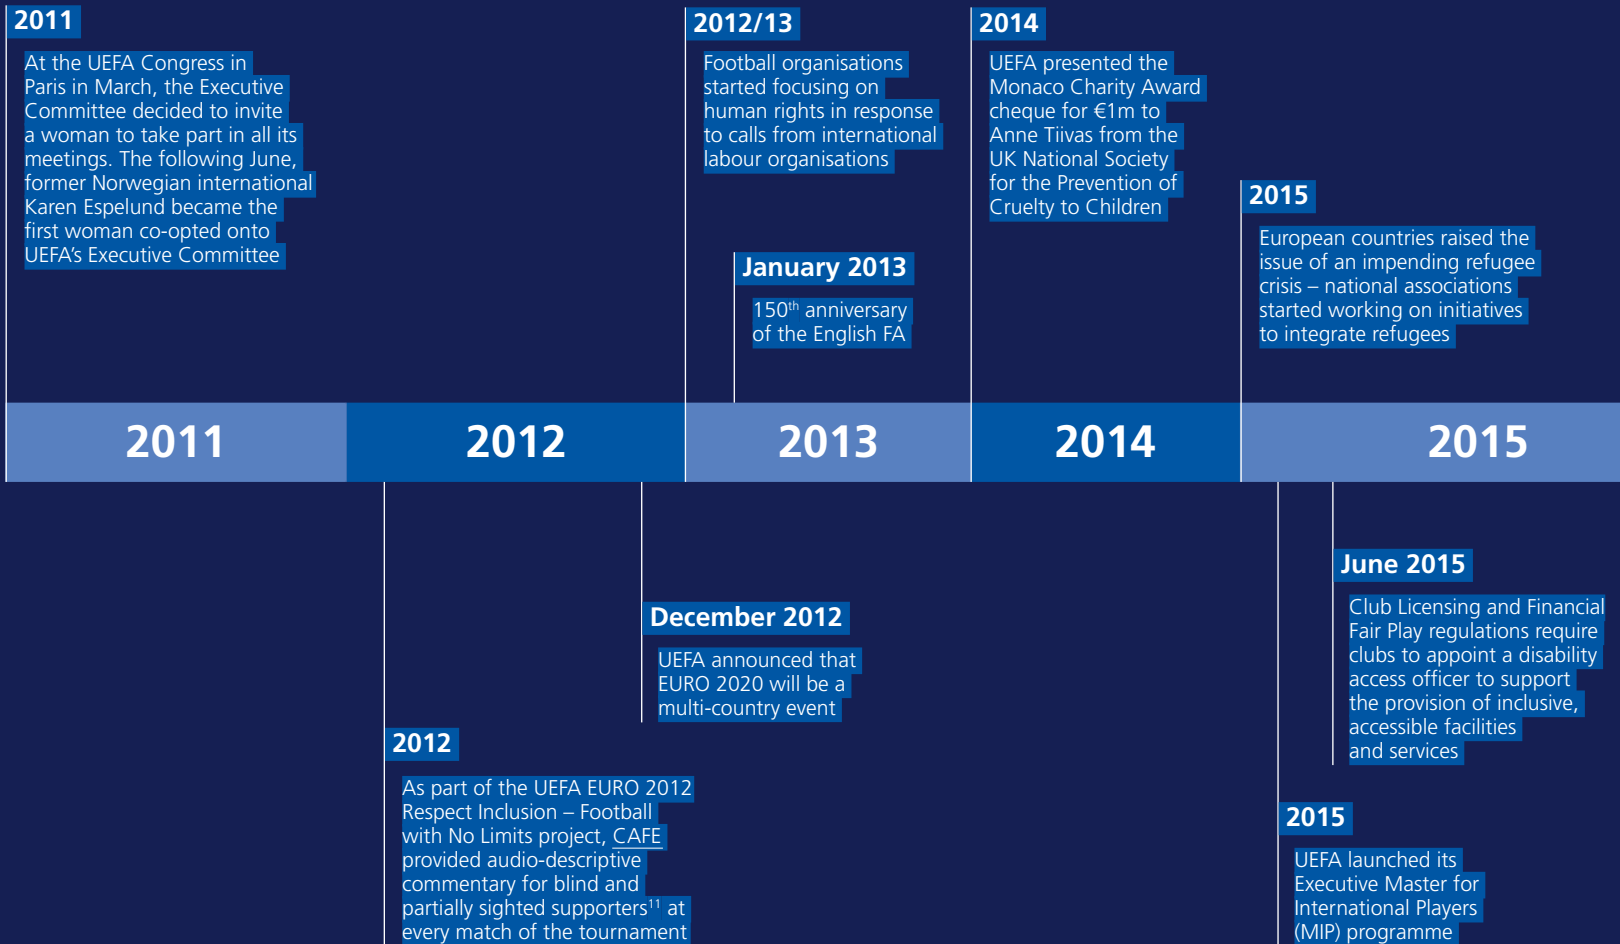 2011
At the UEFA Congress in
Paris in March, the Executive
Committee decided to invite
a woman to take part in all its
meetings. The following June,
former Norwegian international
Karen Espelund became the
first woman co-opted onto
UEFA’s Executive Committee
2012/13
Football organisations
started focusing on
human rights in response
to calls from international
labour organisations
January 2013
150th anniversary
of the English FA
2014
UEFA presented the
Monaco Charity Award
cheque for €1m to
Anne Tiivas from the
UK National Society
for the Prevention of
Cruelty to Children
2015
European countries raised the
issue of an impending refugee
crisis – national associations
started working on initiatives
to integrate refugees
2011
2012
2013
2014
2015
2012
As part of the UEFA EURO 2012
Respect Inclusion – Football
with No Limits project, CAFE
provided audio-descriptive
commentary for blind and
partially sighted supporters11 at
every match of the tournament
December 2012
UEFA announced that
EURO 2020 will be a
multi-country event
June 2015
Club Licensing and Financial
Fair Play regulations require
clubs to appoint a disability
access officer to support
the provision of inclusive,
accessible facilities
and services
2015
UEFA launched its
Executive Master for
International Players
(MIP) programme